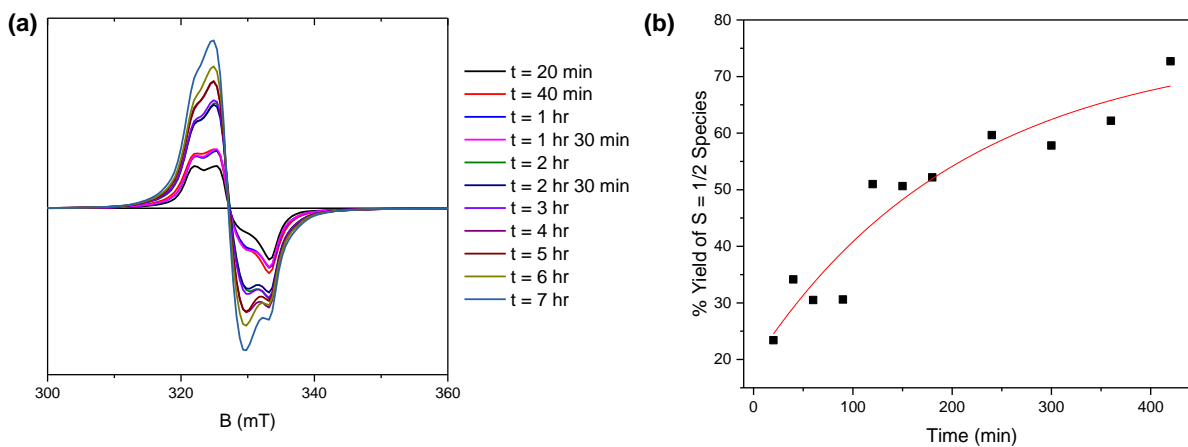 (a)
t = 20 min
t = 40 min
t = 1 hr
t = 1 hr 30 min
t = 2 hr
t = 2 hr 30 min
t = 3 hr
t = 4 hr
t = 5 hr
t = 6 hr
t = 7 hr
300 320 340 360
B (mT)
(b)
% Yield of S = 1/2 Species
80
70
60
50
40
30
20
0 100 200 300 400
Time (min)